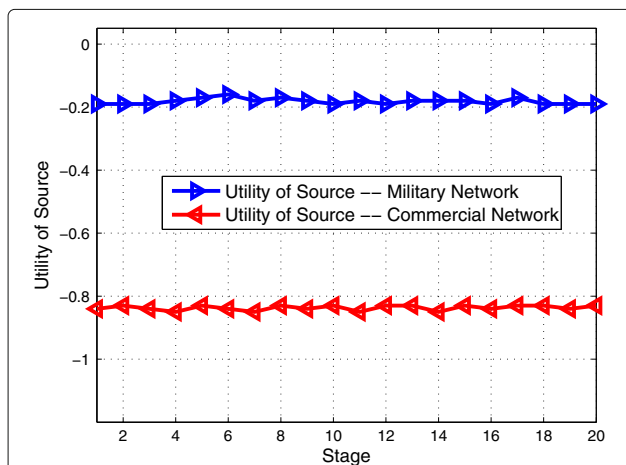 0
−0.2
−0.4
−0.6
−0.8
−1
Utility of Source
Utility of Source −− Military Network
Utility of Source −− Commercial Network
2 4 6 8 10 12 14 16 18 20
Stage